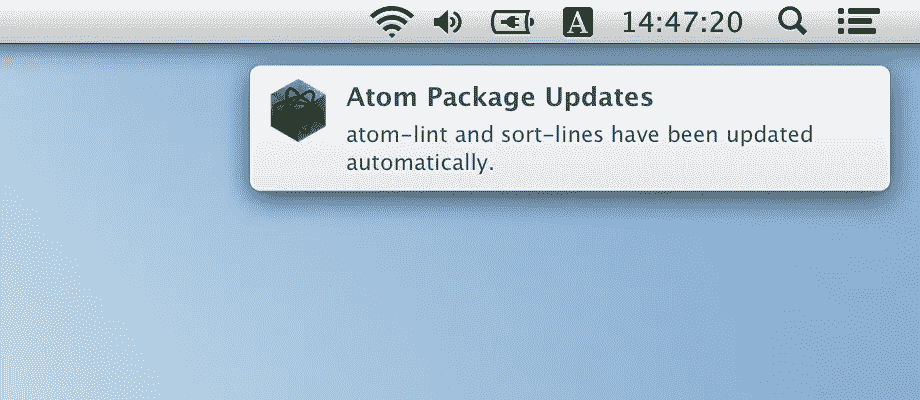 A 14:47:20
Atom Package Updates
atom-lint and sort-lines have been updated
automatically.